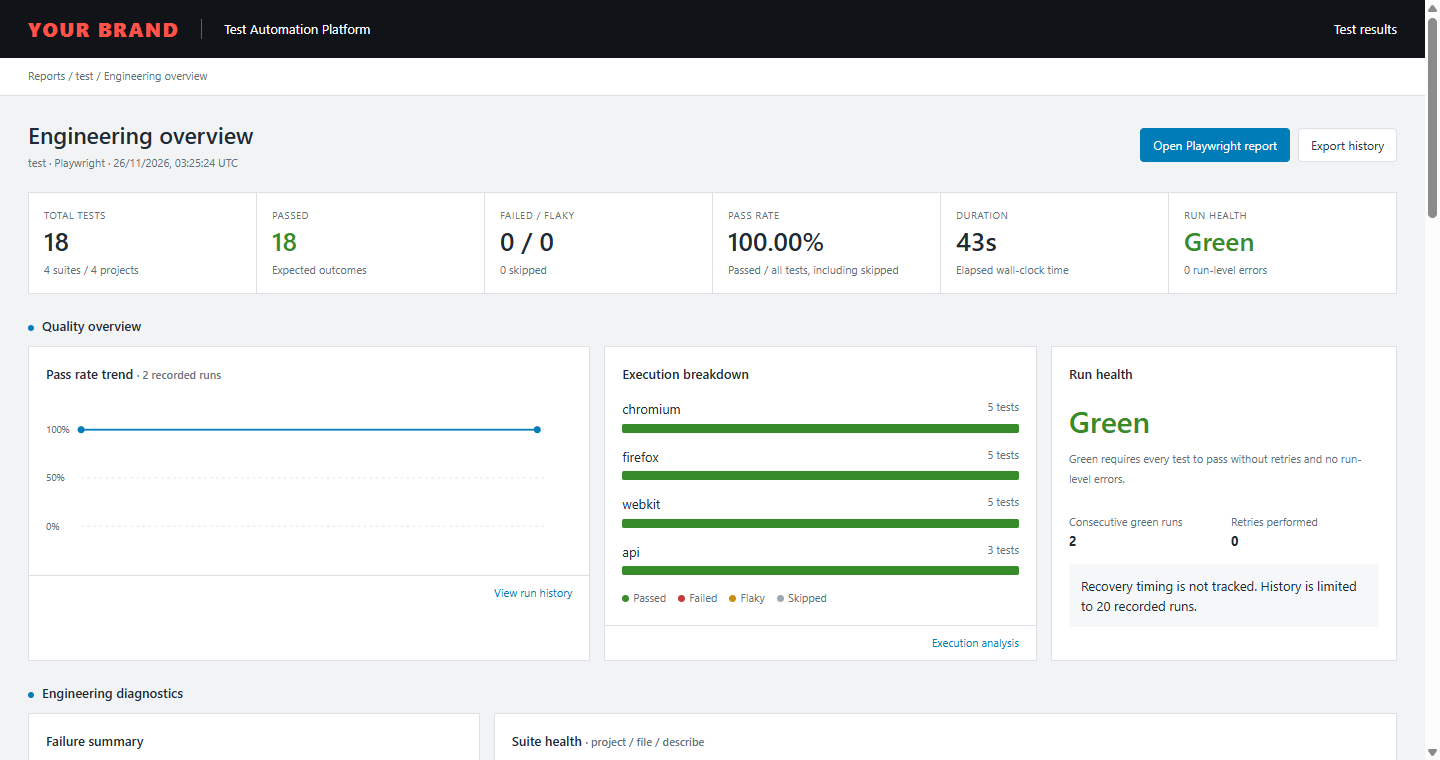 YOUR BRAND
Test Automation Platform
Test results
Reports / test / Engineering overview
Engineering overview
test · Playwright · 26/11/2026, 03:25:24 UTC
Open Playwright report
Export history
TOTAL TESTS
18
4 suites / 4 projects
PASSED
18
Expected outcomes
FAILED / FLAKY
0 / 0
0 skipped
PASS RATE
100.00%
Passed / all tests, including skipped
DURATION
43s
Elapsed wall-clock time
RUN HEALTH
Green
0 run-level errors
Quality overview
Pass rate trend · 2 recorded runs
100%
50%
0%
View run history
Execution breakdown
chromium
5 tests
firefox
5 tests
webkit
5 tests
api
3 tests
Passed
Failed
Flaky
Skipped
Execution analysis
Run health
Green
Green requires every test to pass without retries and no run-
level errors.
Consecutive green runs
2
Retries performed
0
Recovery timing is not tracked. History is limited
to 20 recorded runs.
Engineering diagnostics
Failure summary
Suite health · project / file / describe